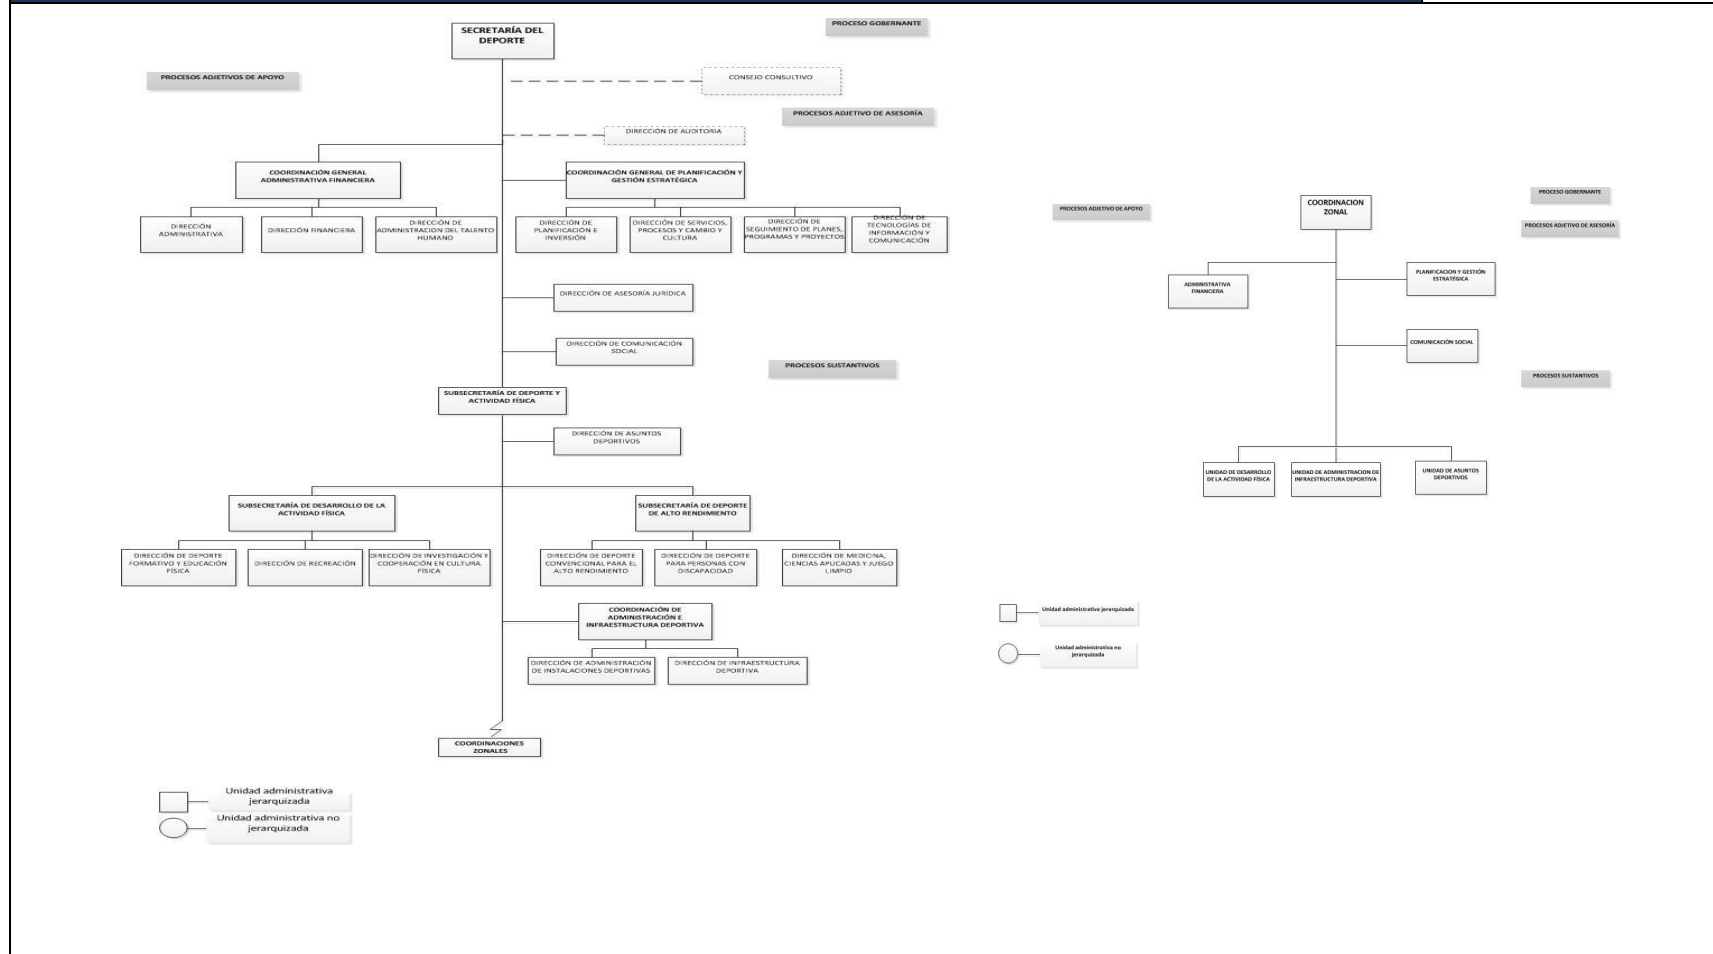 SECRETARÍA DEL
DEPORTE
PROCESO GOBERNANTE
PROCESOS ADJETIVOS DE APOYO
CONSEJO CONSULTIVO
PROCESOS ADJETIVO DE ASESORÍA
DIRECCIÓN DE AUDITORIA
COORDINACIÓN GENERAL
ADMINISTRATIVA FINANCIERA
COORDINACIÓN GENERAL DE PLANIFICACIÓN Y
GESTIÓN ESTRATÉGICA
DIRECCIÓN
ADMINISTRATIVA
DIRECCIÓN FINANCIERA
DIRECCIÓN DE
ADMINISTRACION DEL TALENTO
HUMANO
DIRECCIÓN DE
PLANIFICACIÓN E
INVERSIÓN
DIRECCIÓN DE SERVICIOS,
PROCESOS Y CAMBIO Y
CULTURA
DIRECCIÓN DE
SEGUIMIENTO DE PLANES,
PROGRAMAS Y PROYECTOS
DIRECCIÓN DE
TECNOLOGÍAS DE
INFORMACIÓN Y
COMUNICACIÓN
DIRECCIÓN DE ASESORÍA JURÍDICA
DIRECCIÓN DE COMUNICACIÓN
SOCIAL
PROCESOS SUSTANTIVOS
SUBSECRETARÍA DE DEPORTE Y
ACTIVIDAD FÍSICA
DIRECCIÓN DE ASUNTOS
DEPORTIVOS
SUBSECRETARÍA DE DESARROLLO DE LA
ACTIVIDAD FÍSICA
SUBSECRETARÍA DE DEPORTE
DE ALTO RENDIMIENTO
DIRECCIÓN DE DEPORTE
FORMATIVO Y EDUCACIÓN
FÍSICA
DIRECCIÓN DE RECREACIÓN
DIRECCIÓN DE INVESTIGACIÓN Y
COOPERACIÓN EN CULTURA
FÍSICA
DIRECCIÓN DE DEPORTE
CONVENCIONAL PARA EL
ALTO RENDIMIENTO
DIRECCIÓN DE DEPORTE
PARA PERSONAS CON
DISCAPACIDAD
DIRECCIÓN DE MEDICINA,
CIENCIAS APLICADAS Y JUEGO
LIMPIO
COORDINACIÓN DE
ADMINISTRACIÓN E
INFRAESTRUCTURA DEPORTIVA
DIRECCIÓN DE ADMINISTRACIÓN
DE INSTALACIONES DEPORTIVAS
DIRECCIÓN DE INFRAESTRUCTURA
DEPORTIVA
COORDINACIONES
ZONALES
Unidad administrativa
jerarquizada
Unidad administrativa no
jerarquizada
COORDINACION
ZONAL
PROCESO GOBERNANTE
PROCESOS ADJETIVO DE APOYO
PROCESOS ADJETIVO DE ASESORÍA
ADMINISTRATIVA
FINANCIERA
PLANIFICACION Y GESTIÓN
ESTRATÉGICA
COMUNICACIÓN SOCIAL
PROCESOS SUSTANTIVOS
UNIDAD DE DESARROLLO
DE LA ACTIVIDAD FÍSICA
UNIDAD DE ADMINISTRACION DE
INFRAESTRUCTURA DEPORTIVA
UNIDAD DE ASUNTOS
DEPORTIVOS
Unidad administrativa jerarquizada
Unidad administrativa no
jerarquizada